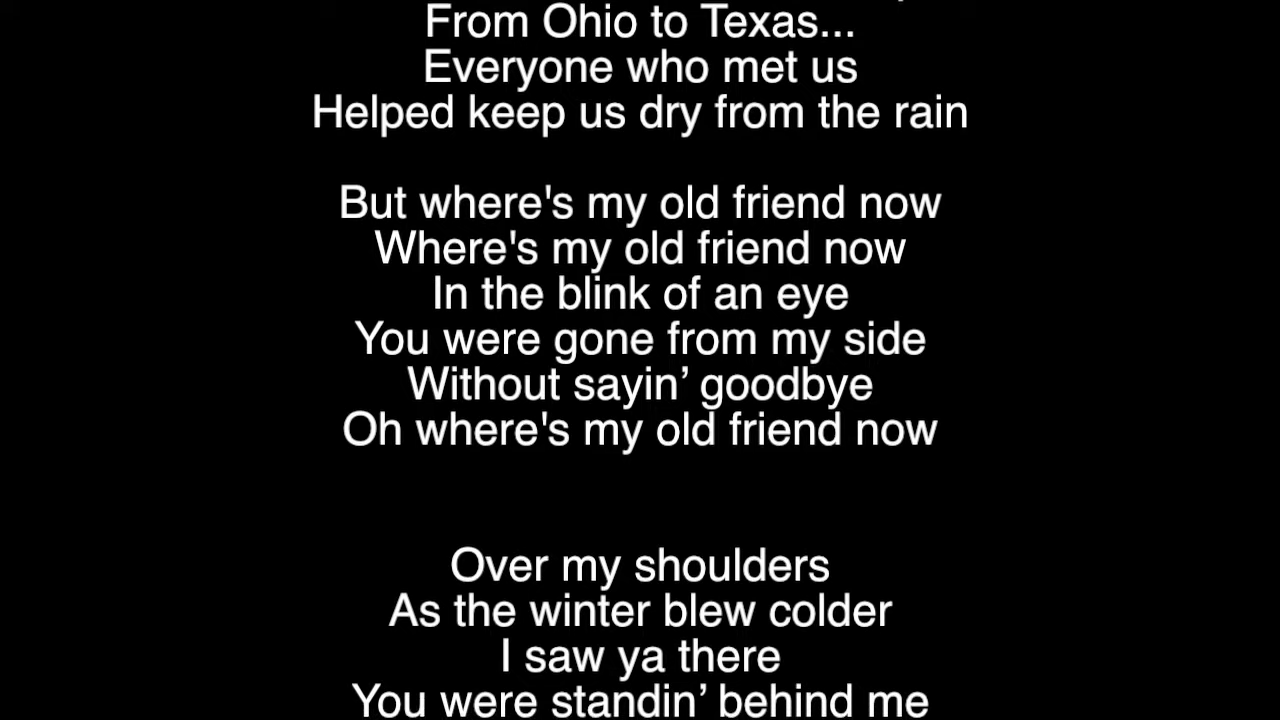 From Ohio to Texas...
Everyone who met us
Helped keep us dry from the rain
But where's my old friend now
Where's my old friend now
In the blink of an eye
You were gone from my side
Without sayin’ goodbye
Oh where's my old friend now
Over my shoulders
As the winter blew colder
I saw ya there
You were standin’ behind me